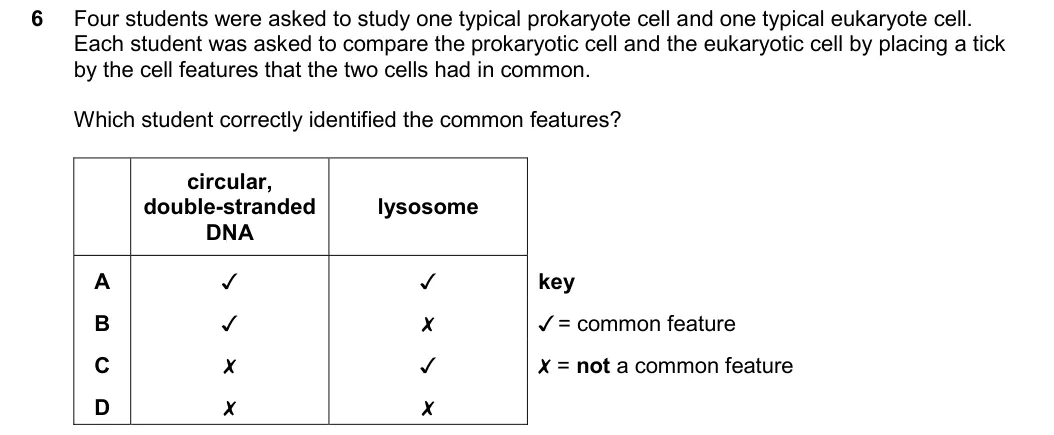 6 Four students were asked to study one typical prokaryote cell and one typical eukaryote cell.
Each student was asked to compare the prokaryotic cell and the eukaryotic cell by placing a tick
by the cell features that the two cells had in common.
Which student correctly identified the common features?
circular,
double-stranded
DNA
lysosome
A ✓ ✓ key
B ✓ ✗ ✓ = common feature
C ✗ ✓ ✗ = not a common feature
D ✗ ✗